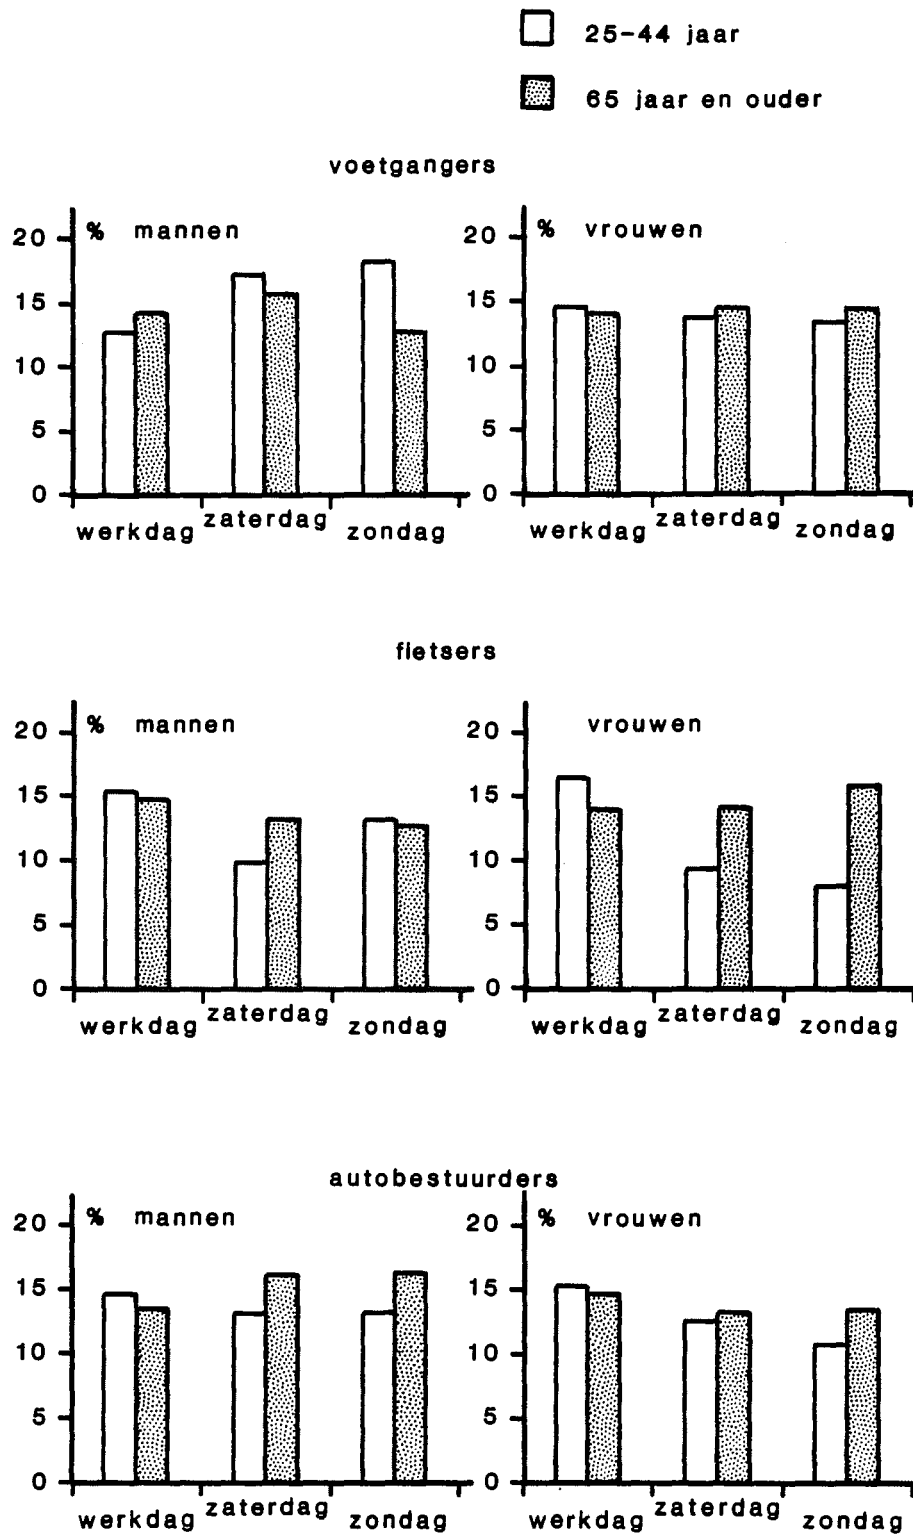 25-44 jaar
65 jaar en ouder
voetgangers
% mannen
20
15
10
5
0
werkdag zaterdag zondag
% vrouwen
20
15
10
5
0
werkdag zaterdag zondag
fietsers
% mannen
20
15
10
5
0
werkdag zaterdag zondag
vrouwen
20
15
10
5
0
werkdag zaterdag zondag
autobestuurders
% mannen
20
15
10
5
0
werkdag zaterdag zondag
% vrouwen
20
15
10
5
0
werkdag zaterdag zondag